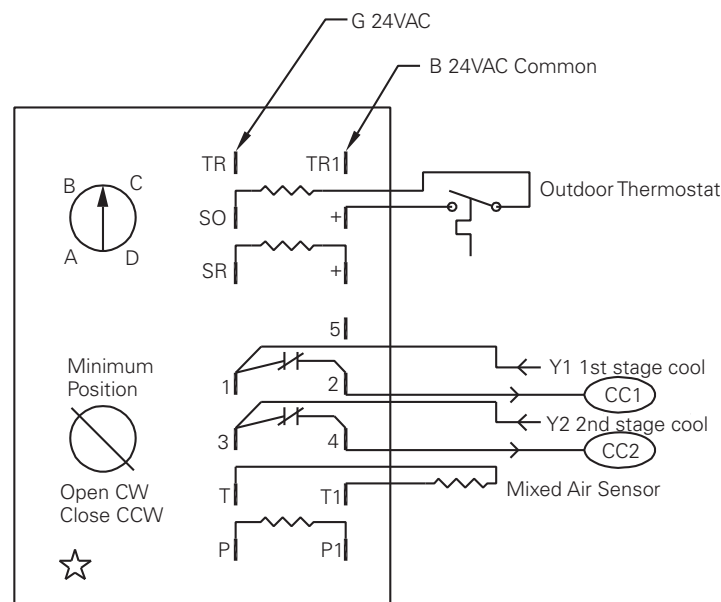 G 24VAC
B 24VAC Common
TR
TR1
B
C
A
D
SO
+
Outdoor Thermostat
SR
+
5
Minimum
Position
1
2
Y1 1st stage cool
CC1
3
4
Y2 2nd stage cool
CC2
Open CW
Close CCW
T
T1
Mixed Air Sensor
P
P1